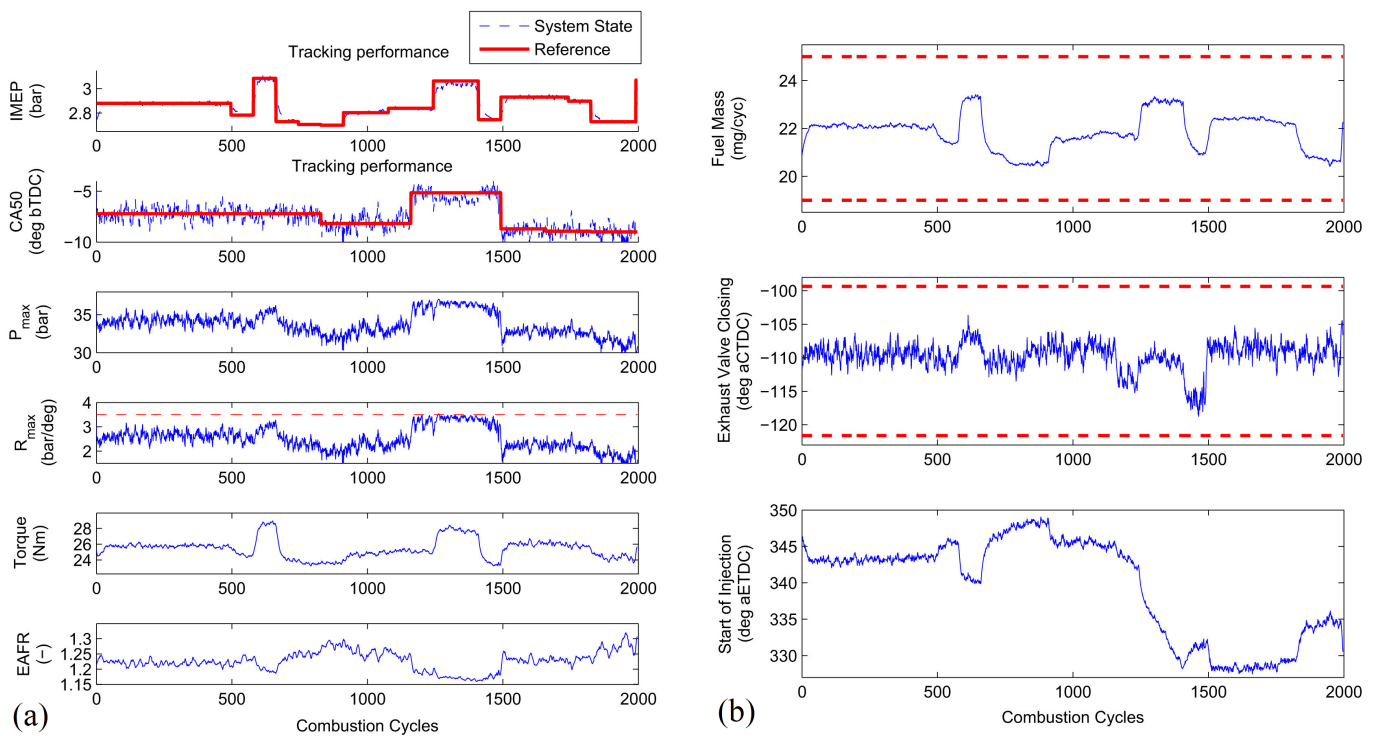 System State
Reference
Tracking performance
IMEP
(bar)
3
2.8
0 500 1000 1500 2000
Tracking performance
CA50
(deg bTDC)
−5
−10
0 500 1000 1500 2000
P max
(bar)
35
30
0 500 1000 1500 2000
R max
(bar/deg)
4
3
2
0 500 1000 1500 2000
Torque
(Nm)
28
26
24
0 500 1000 1500 2000
EAFR
(−)
1.3
1.25
1.2
1.15
0 500 1000 1500 2000
Combustion Cycles
(a)
Fuel Mass
(mg/cyc)
24
22
20
0 500 1000 1500 2000
Exhaust Valve Closing
(deg aCTDC)
−100
−105
−110
−115
−120
0 500 1000 1500 2000
Start of Injection
(deg aETDC)
350
345
340
335
330
0 500 1000 1500 2000
Combustion Cycles
(b)